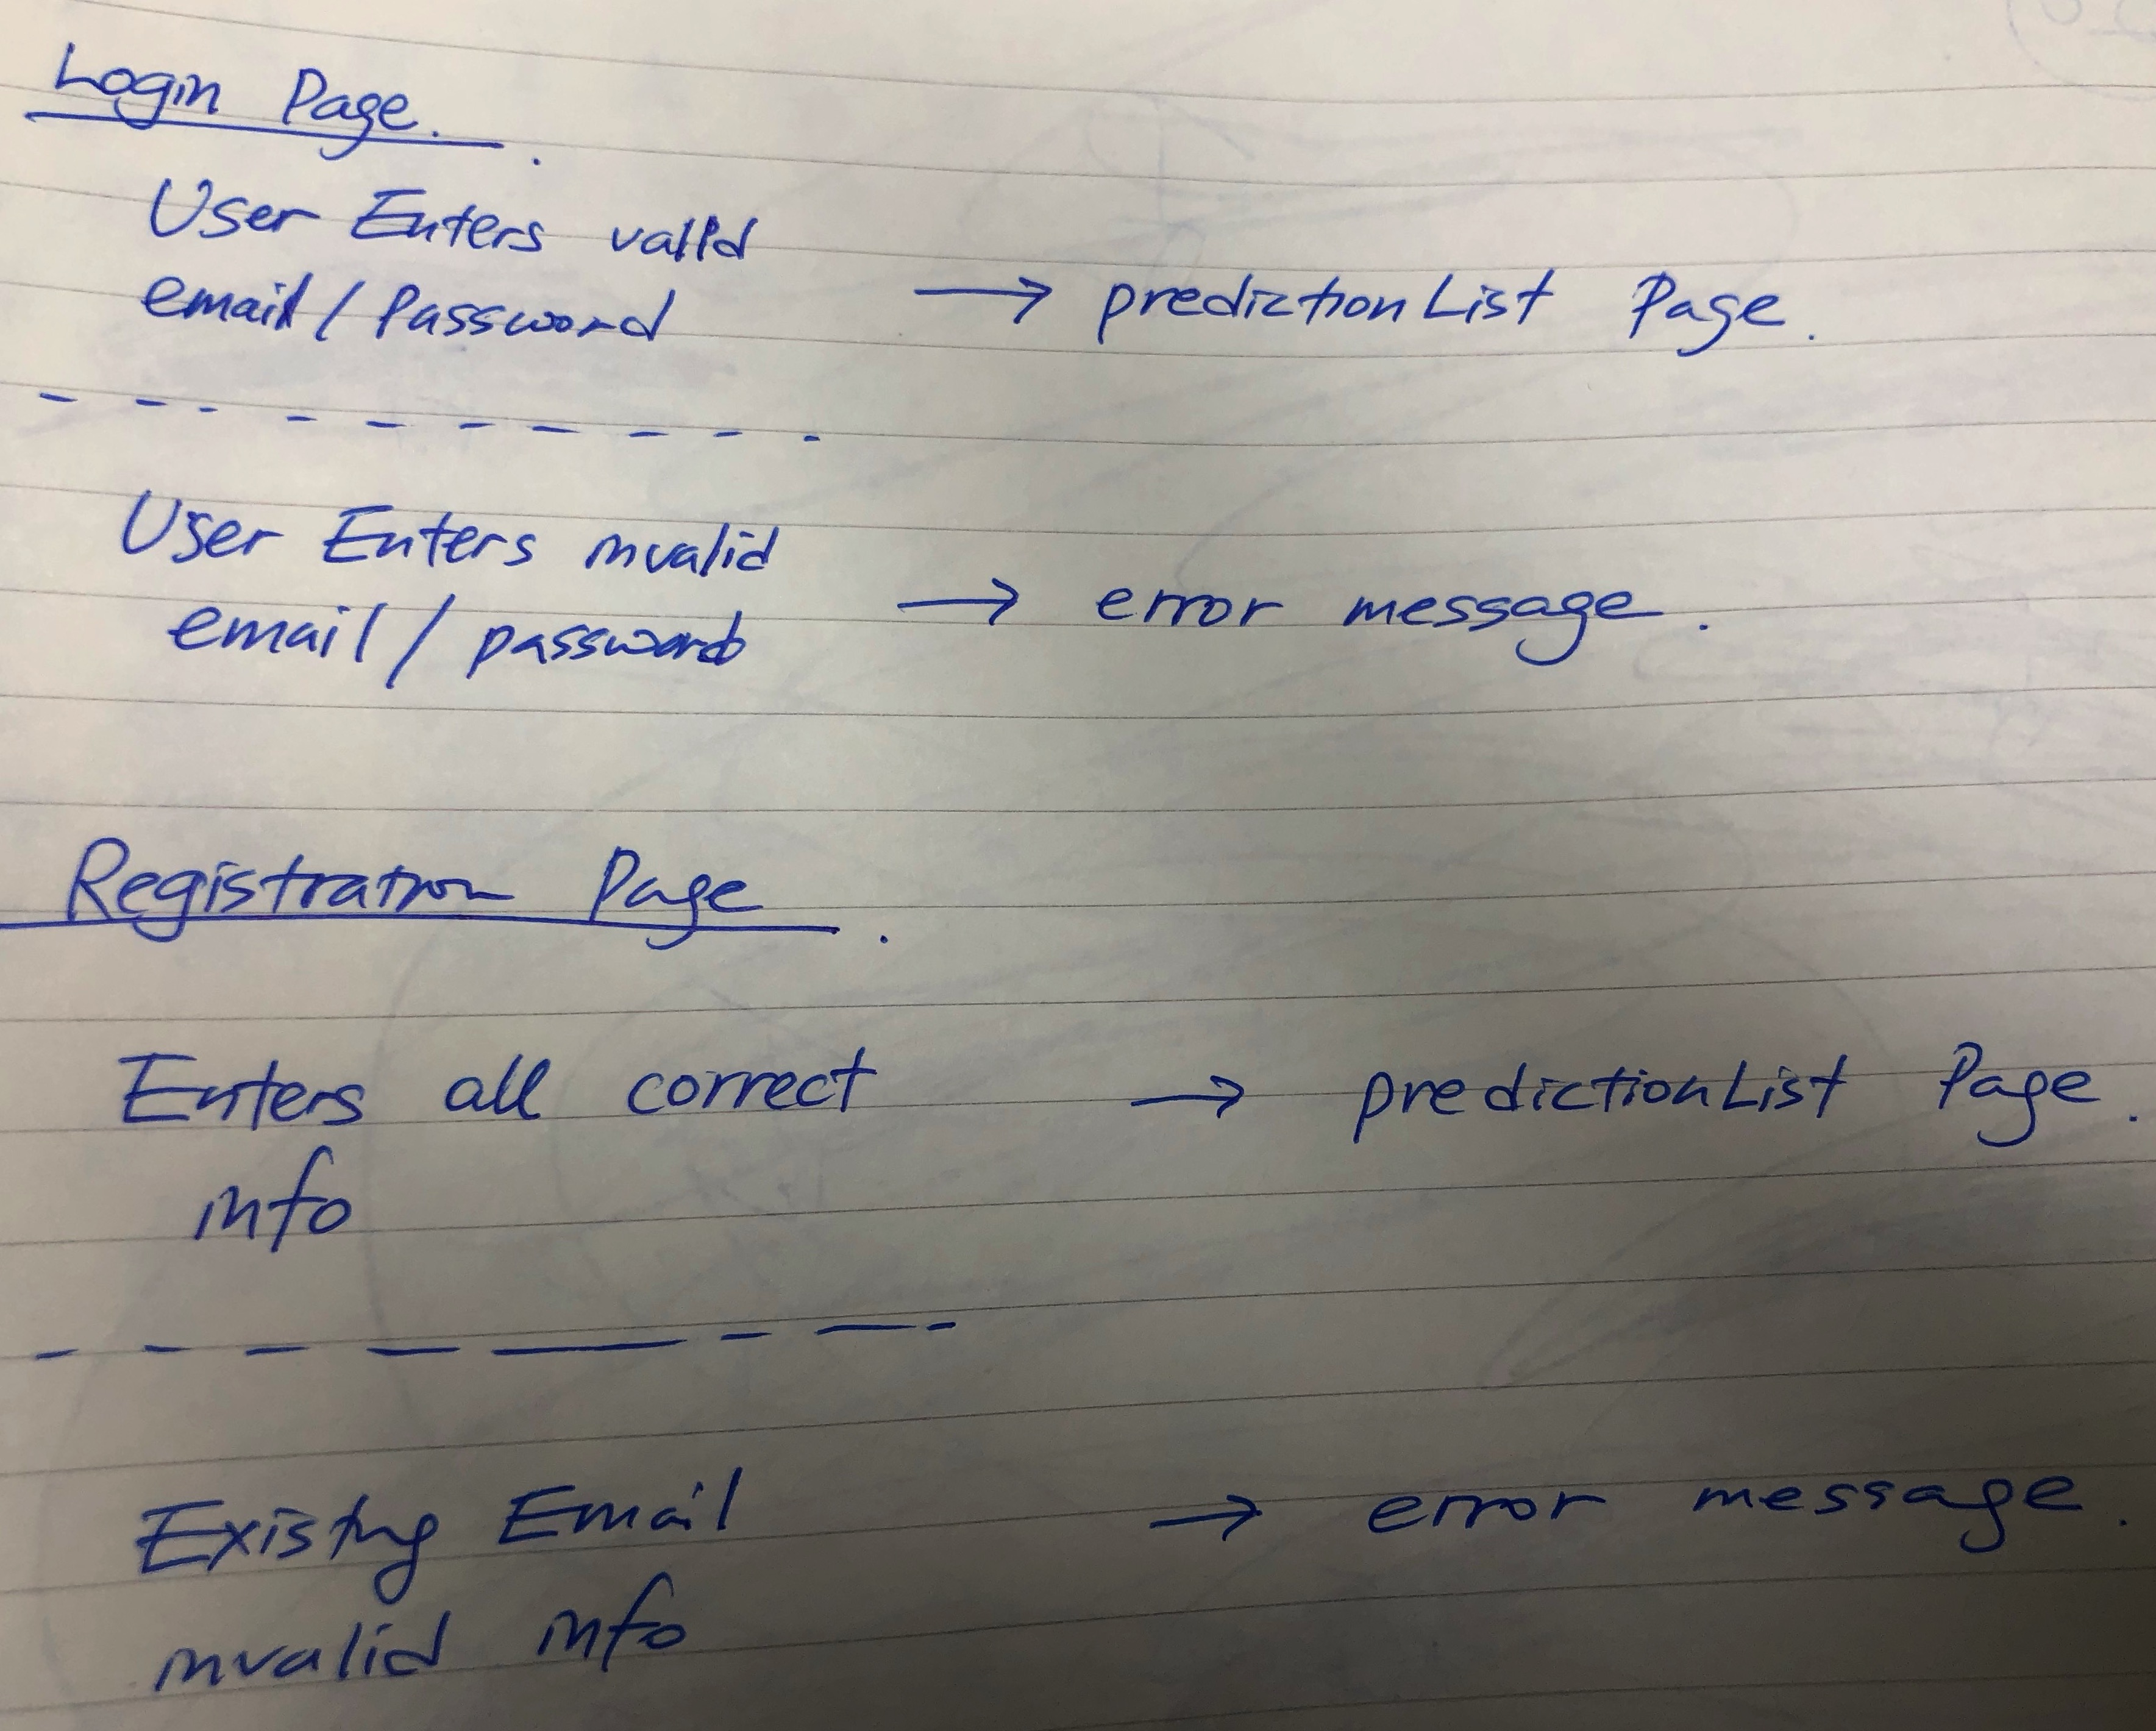 Login Page.
User Enters valid
email / Password → predictionList Page.
User Enters invalid
email / password → error message.
Registration Page.
Enters all correct → predictionList Page.
info
Existing Email → error message.
invalid info